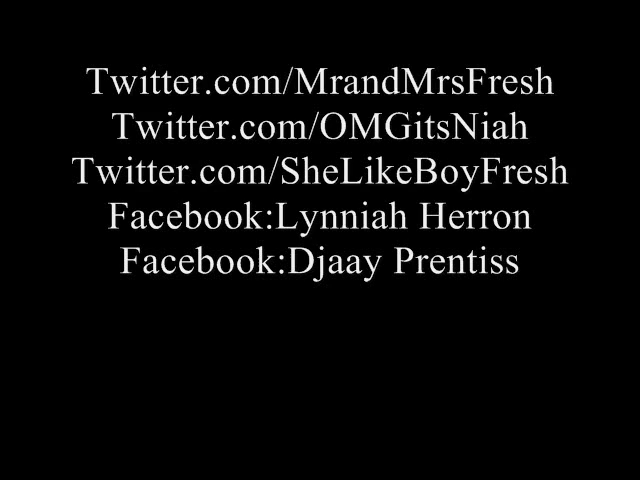 Twitter.com/MrandMrsFresh
Twitter.com/OMGitsNiah
Twitter.com/SheLikeBoyFresh
Facebook:Lynniah Herron
Facebook:Djaay Prentiss